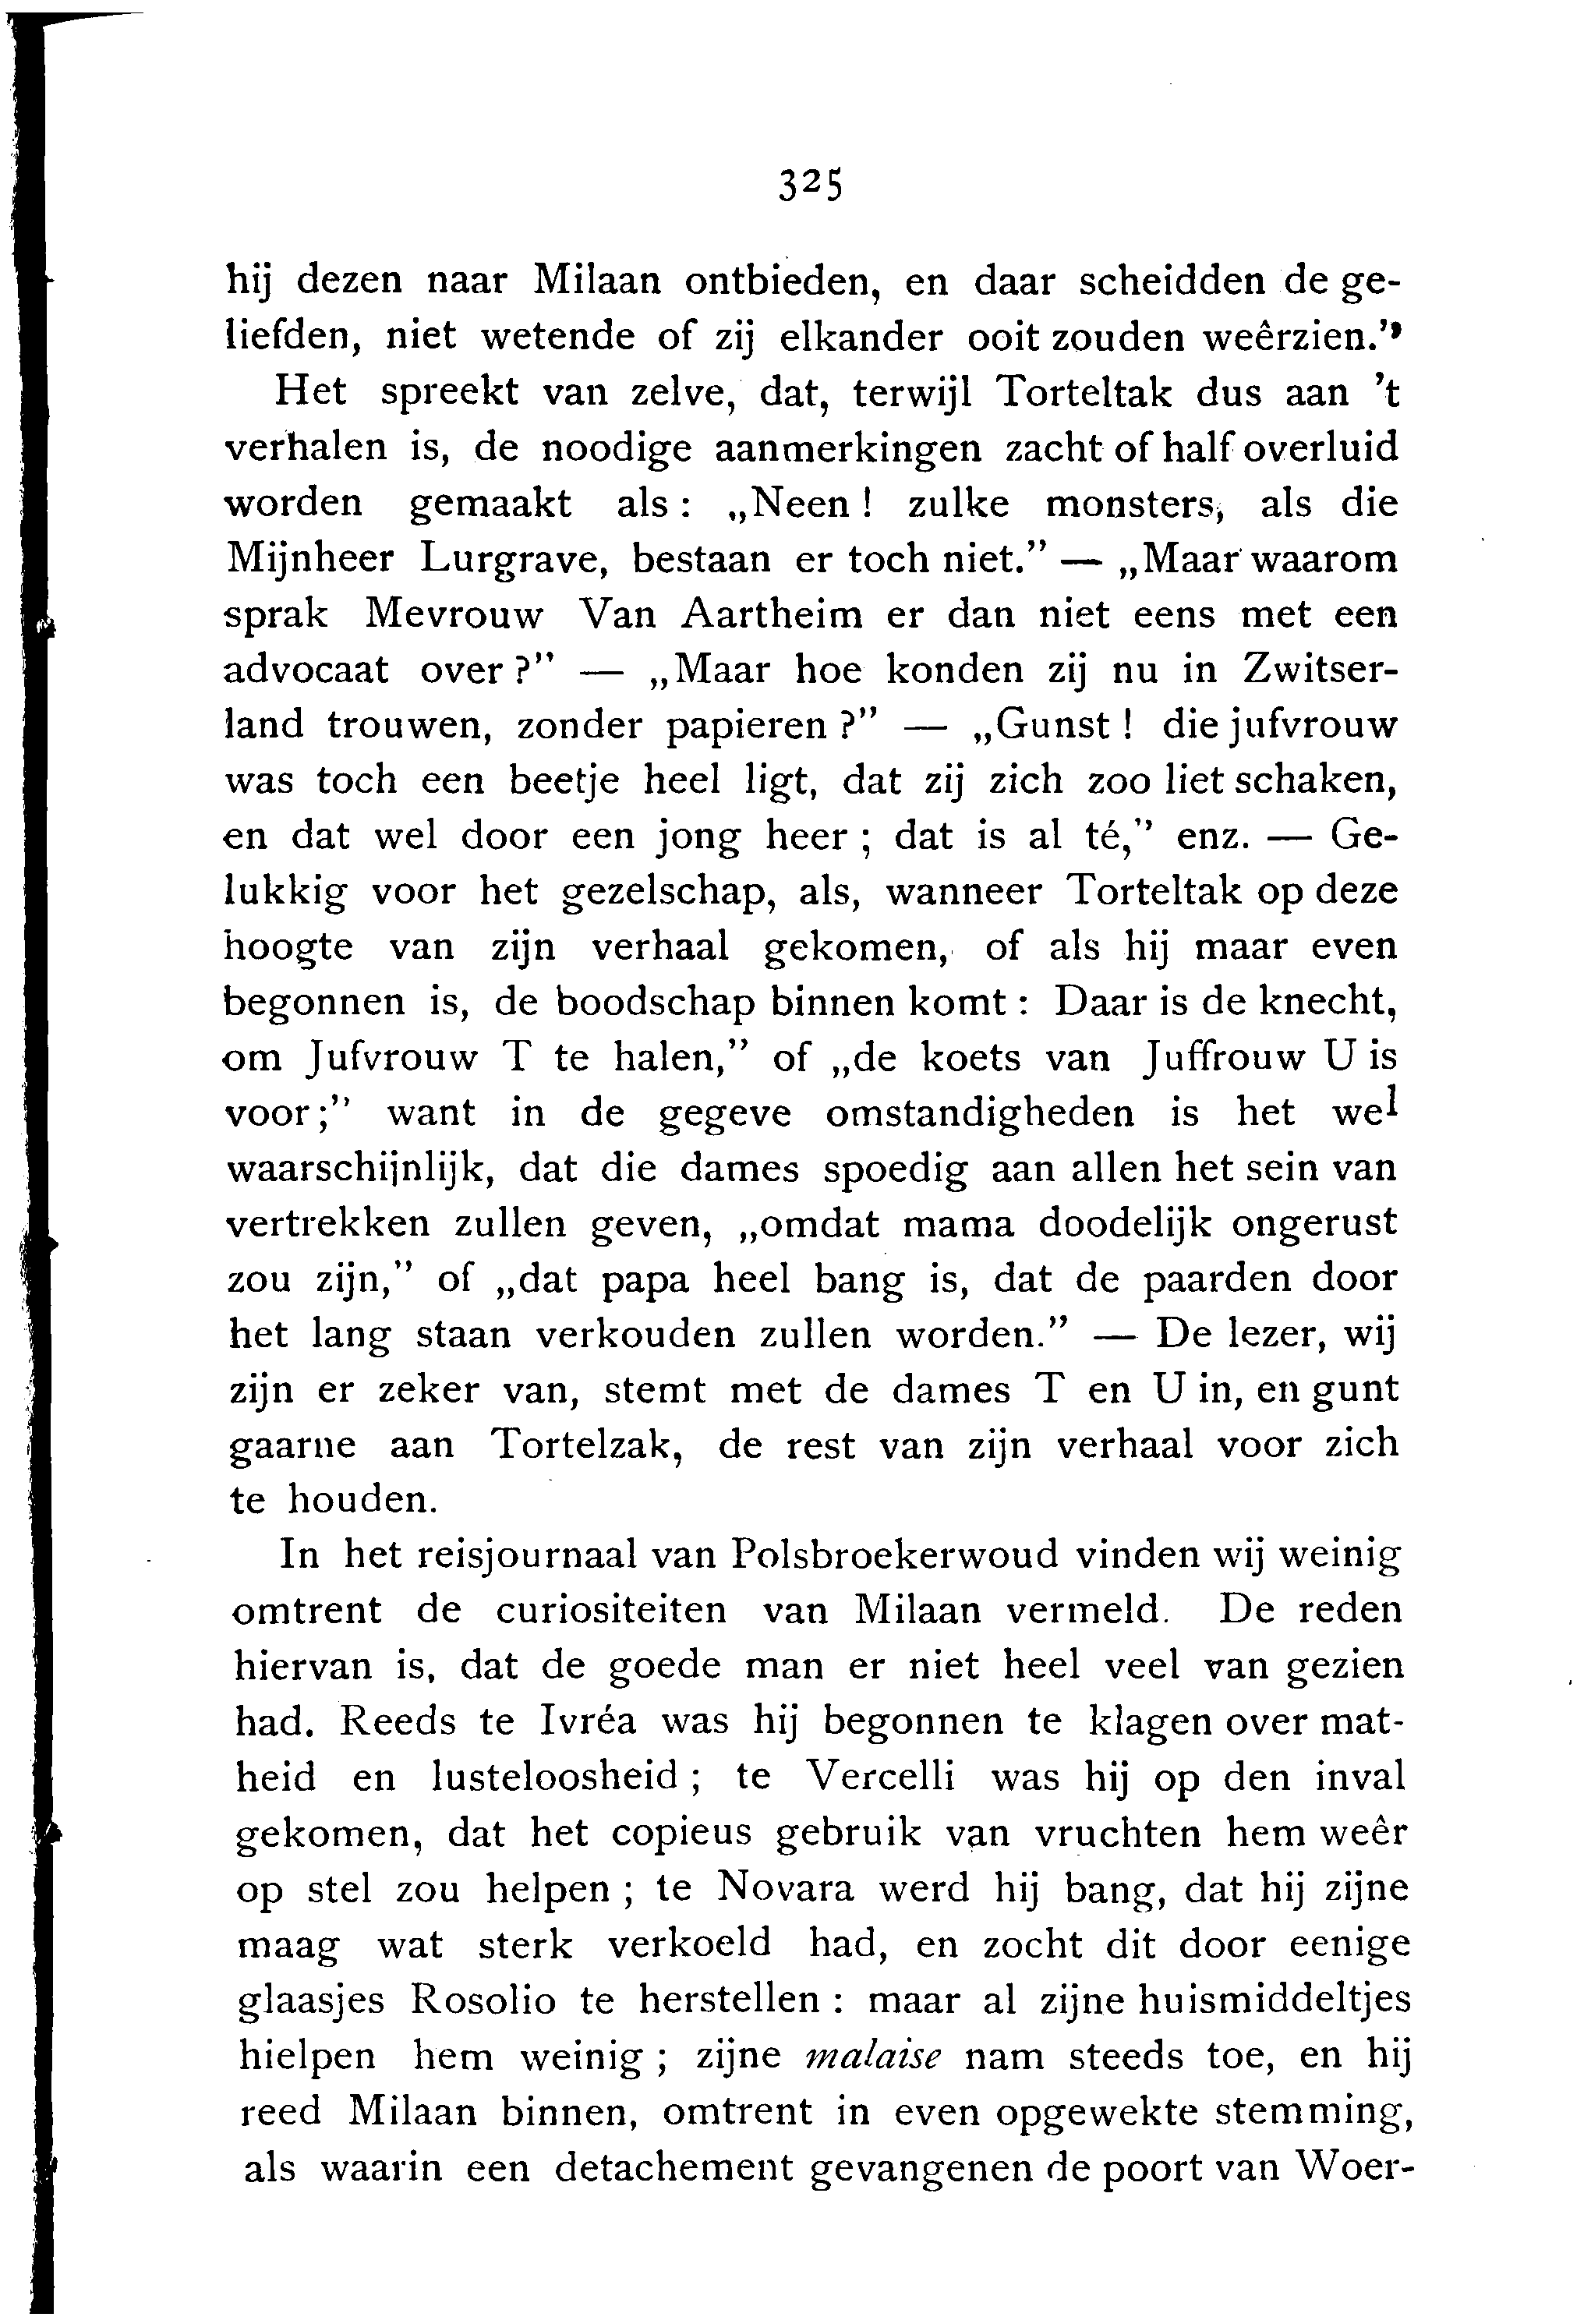 325
hij dezen naar Milaan ontbieden, en daar scheidden de ge-
liefden, niet wetende of zij elkander ooit zouden weêrzien.”
Het spreekt van zelve, dat, terwijl Torteltak dus aan ’t
verhalen is, de noodige aanmerkingen zacht of half overluid
worden gemaakt als: „Neen! zulke monsters, als die
Mijnheer Lurgrave, bestaan er toch niet.” — „Maar waarom
sprak Mevrouw Van Aartheim er dan niet eens met een
advocaat over?” — „Maar hoe konden zij nu in Zwitser-
land trouwen, zonder papieren?” — „Gunst! die jufvrouw
was toch een beetje heel ligt, dat zij zich zoo liet schaken,
en dat wel door een jong heer; dat is al té,” enz. — Ge-
lukkig voor het gezelschap, als, wanneer Torteltak op deze
hoogte van zijn verhaal gekomen, of als hij maar even
begonnen is, de boodschap binnen komt: Daar is de knecht,
om Jufvrouw T te halen,” of „de koets van Juffrouw U is
voor;” want in de gegeve omstandigheden is het wel
waarschijnlijk, dat die dames spoedig aan allen het sein van
vertrekken zullen geven, „omdat mama doodelijk ongerust
zou zijn,” of „dat papa heel bang is, dat de paarden door
het lang staan verkouden zullen worden.” — De lezer, wij
zijn er zeker van, stemt met de dames T en U in, en gunt
gaarne aan Tortelzak, de rest van zijn verhaal voor zich
te houden.
In het reisjournaal van Polsbroekerwoud vinden wij weinig
omtrent de curiositeiten van Milaan vermeld. De reden
hiervan is, dat de goede man er niet heel veel van gezien
had. Reeds te Ivréa was hij begonnen te klagen over mat-
heid en lusteloosheid; te Vercelli was hij op den inval
gekomen, dat het copieus gebruik van vruchten hem weêr
op stel zou helpen; te Novara werd hij bang, dat hij zijne
maag wat sterk verkoeld had, en zocht dit door eenige
glaasjes Rosolio te herstellen: maar al zijne huismiddeltjes
hielpen hem weinig; zijne malaise nam steeds toe, en hij
reed Milaan binnen, omtrent in even opgewekte stemming,
als waarin een detachement gevangenen de poort van Woer-